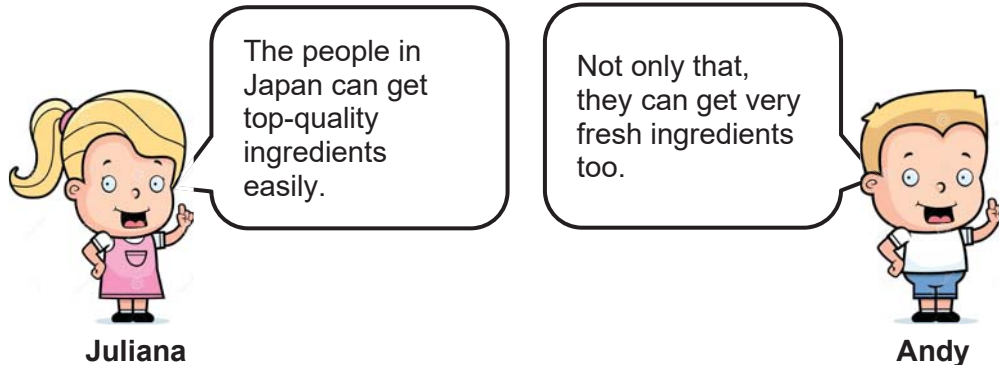 The people in
Japan can get
top-quality
ingredients
easily.
Not only that,
they can get very
fresh ingredients
too.
Juliana
Andy